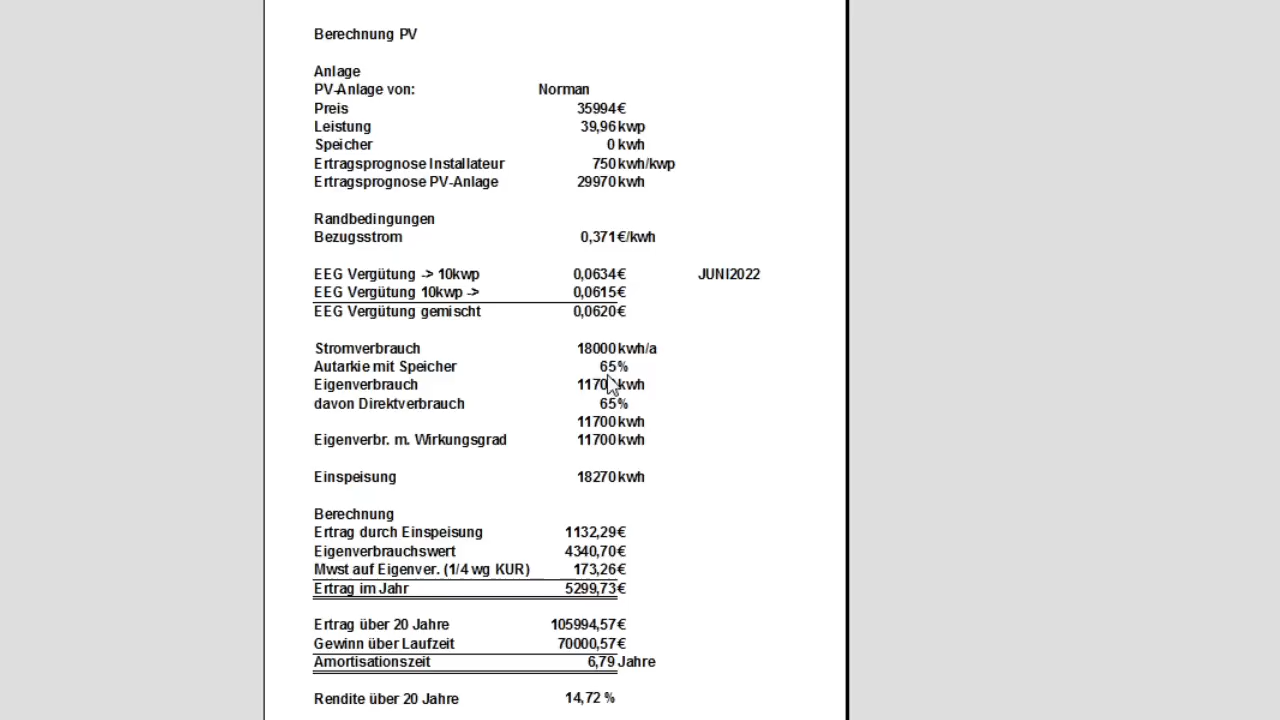 Berechnung PV
Anlage
PV-Anlage von: Norman
Preis 35994€
Leistung 39,96 kwp
Speicher 0 kwh
Ertragsprognose Installateur 750 kwh/kwp
Ertragsprognose PV-Anlage 29970 kwh
Randbedingungen
Bezugsstrom 0,371 €/kwh
EEG Vergütung -> 10kwp 0,0634€ JUNI2022
EEG Vergütung 10kwp -> 0,0615€
EEG Vergütung gemischt 0,0620€
Stromverbrauch 18000 kwh/a
Autarkie mit Speicher 65%
Eigenverbrauch 1170 kwh
davon Direktverbrauch 65%
11700 kwh
Eigenverbr. m. Wirkungsgrad 11700 kwh
Einspeisung 18270 kwh
Berechnung
Ertrag durch Einspeisung 1132,29€
Eigenverbrauchswert 4340,70€
Mwst auf Eigenver. (1/4 wg KUR) 173,26€
Ertrag im Jahr 5299,73€
Ertrag über 20 Jahre 105994,57€
Gewinn über Laufzeit 70000,57€
Amortisationszeit 6,79 Jahre
Rendite über 20 Jahre 14,72 %